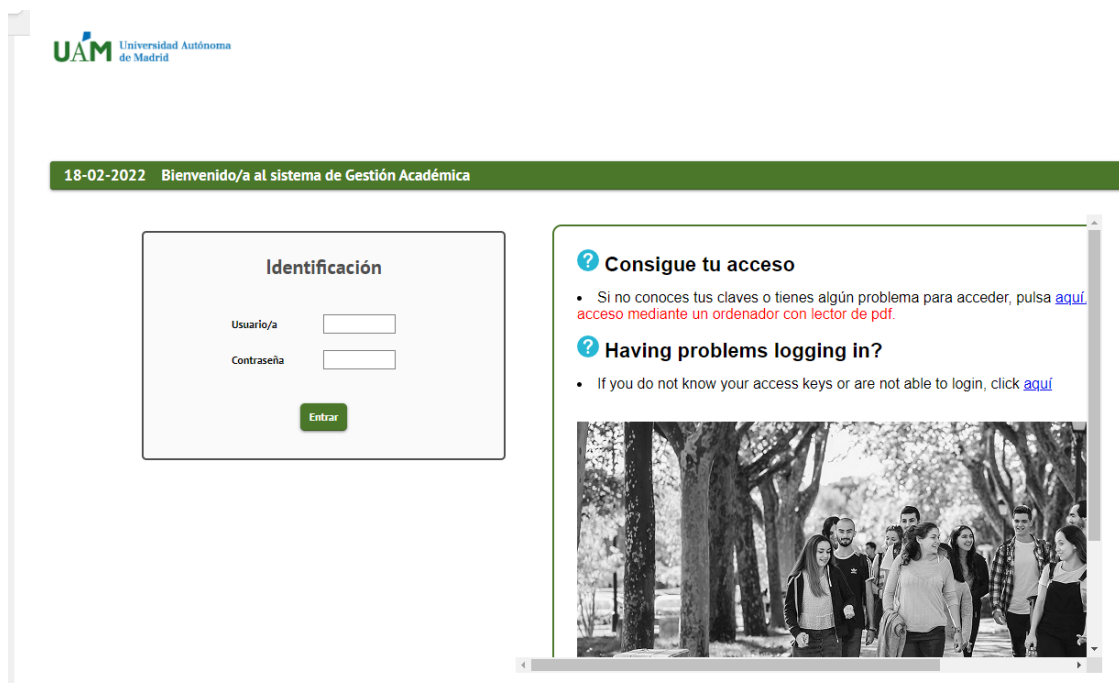 UAM Universidad Autónoma
de Madrid
18-02-2022 Bienvenido/a al sistema de Gestión Académica
Identificación
Usuario/a
Contraseña
Entrar
? Consigue tu acceso
• Si no conoces tus claves o tienes algún problema para acceder, pulsa aquí.
acceso mediante un ordenador con lector de pdf.
? Having problems logging in?
• If you do not know your access keys or are not able to login, click aquí